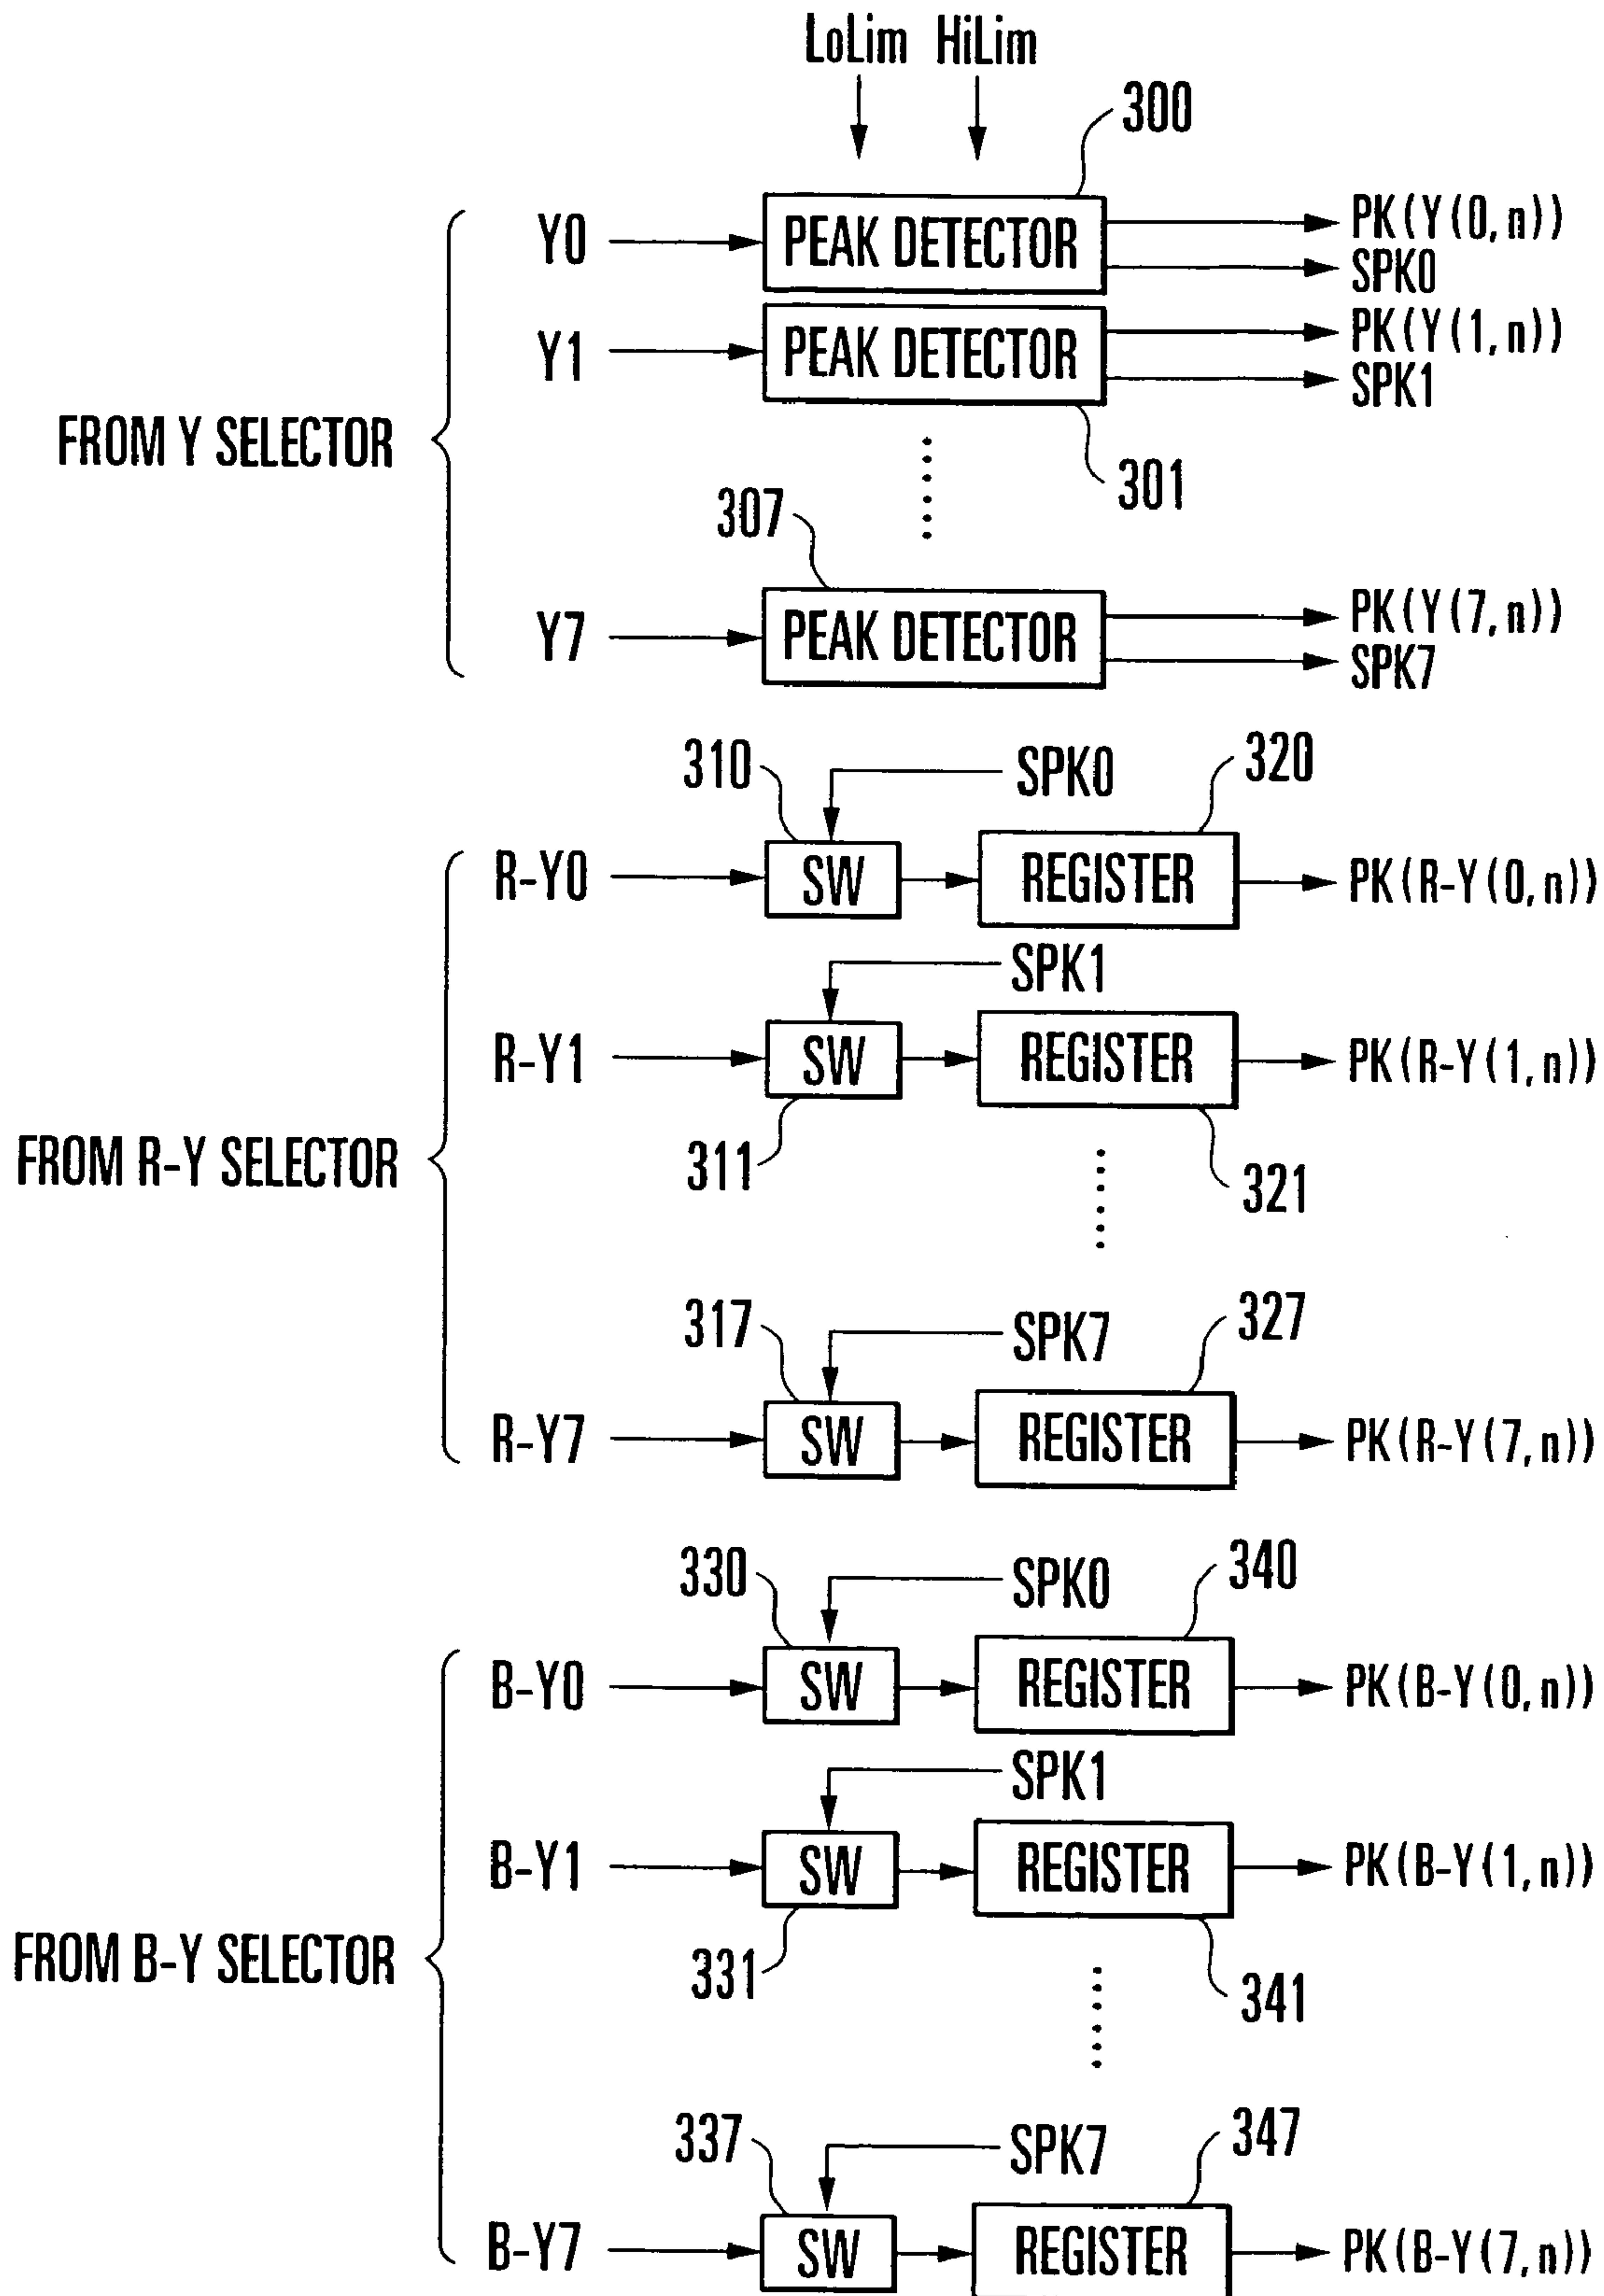 LoLim HiLim
300
Y0 PEAK DETECTOR PK(Y(0,n))
SPK0
Y1 PEAK DETECTOR PK(Y(1,n))
SPK1
FROM Y SELECTOR
301
307
Y7 PEAK DETECTOR PK(Y(7,n))
SPK7
310 SPK0 320
R-Y0 SW REGISTER PK(R-Y(0,n))
SPK1
R-Y1 SW REGISTER PK(R-Y(1,n))
FROM R-Y SELECTOR
311 321
317 SPK7 327
R-Y7 SW REGISTER PK(R-Y(7,n))
330 SPK0 340
B-Y0 SW REGISTER PK(B-Y(0,n))
SPK1
B-Y1 SW REGISTER PK(B-Y(1,n))
FROM B-Y SELECTOR
331 341
337 SPK7 347
B-Y7 SW REGISTER PK(B-Y(7,n))